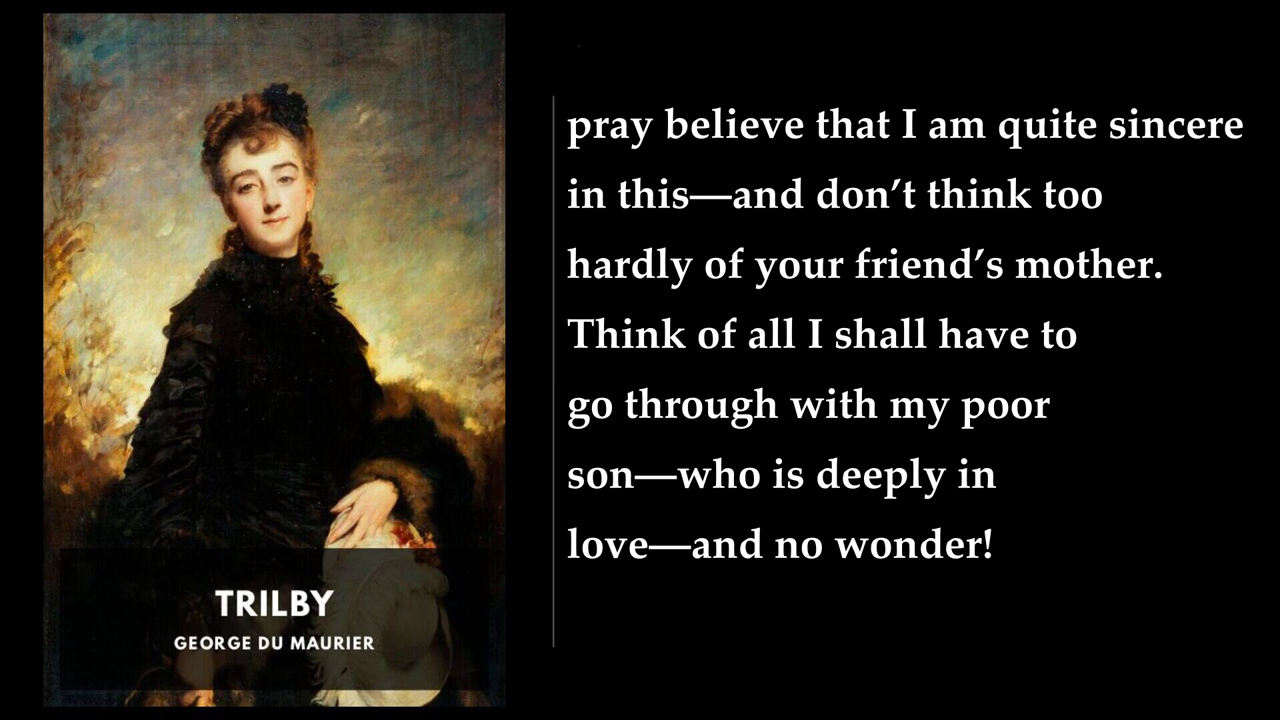 TRILBY
GEORGE DU MAURIER
pray believe that I am quite sincere
in this—and don’t think too
hardly of your friend’s mother.
Think of all I shall have to
go through with my poor
son—who is deeply in
love—and no wonder!